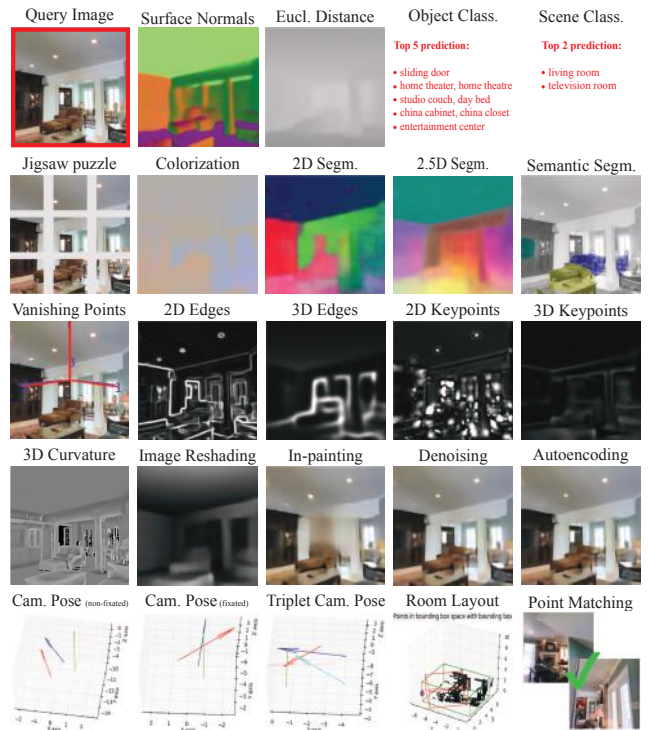 Query Image
Surface Normals
Eucl. Distance
Object Class.
Scene Class.
Top 5 prediction:
sliding door
home theater, home theatre
studio couch, day bed
china cabinet, china closet
entertainment center
Top 2 prediction:
living room
television room
Jigsaw puzzle
Colorization
2D Segm.
2.5D Segm.
Semantic Segm.
Vanishing Points
2D Edges
3D Edges
2D Keypoints
3D Keypoints
3D Curvature
Image Reshading
In-painting
Denoising
Autoencoding
Cam. Pose (non-fixated)
Cam. Pose (fixated)
Triplet Cam. Pose
Room Layout
Point Matching
Points in bounding box space with bounding